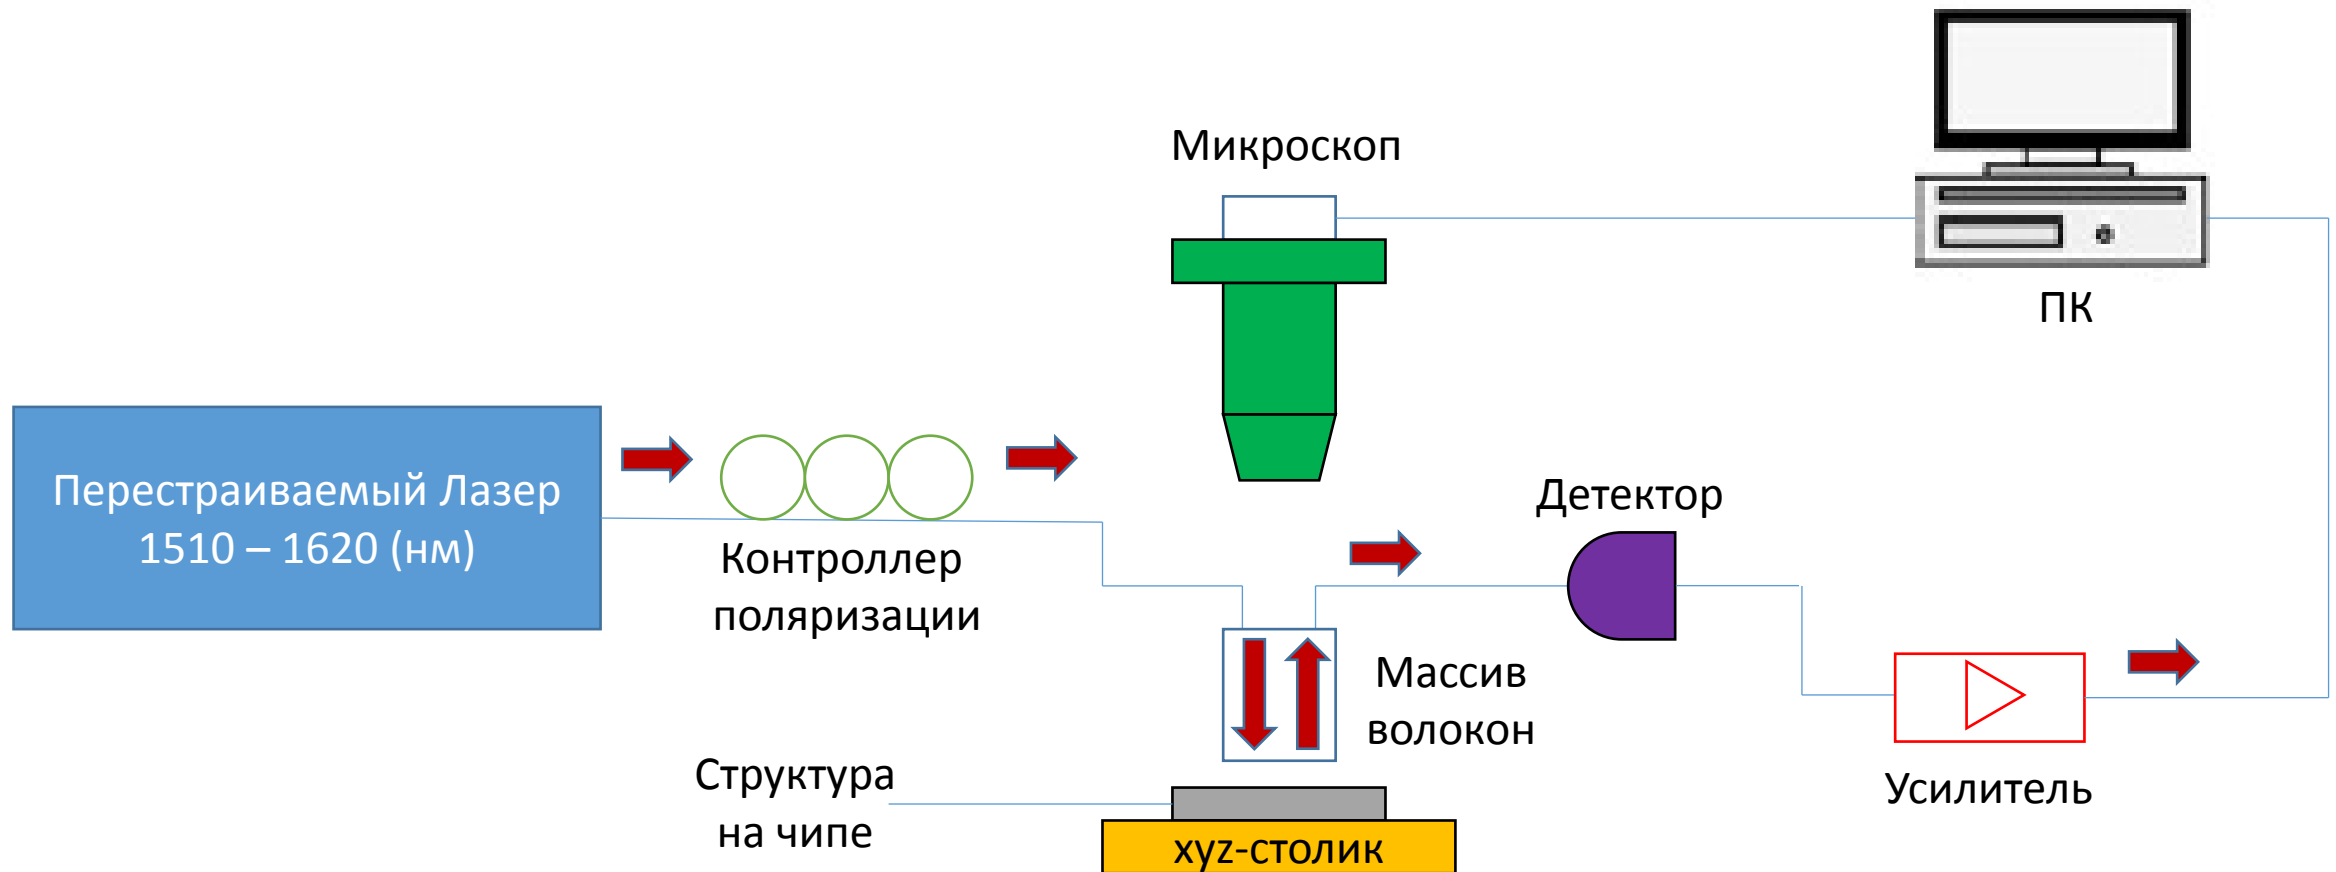 Микроскоп
ПК
Перестраиваемый Лазер
1510 – 1620 (нм)
Контроллер
поляризации
Детектор
Массив
волокон
Структура
на чипе
xyz-столик
Усилитель